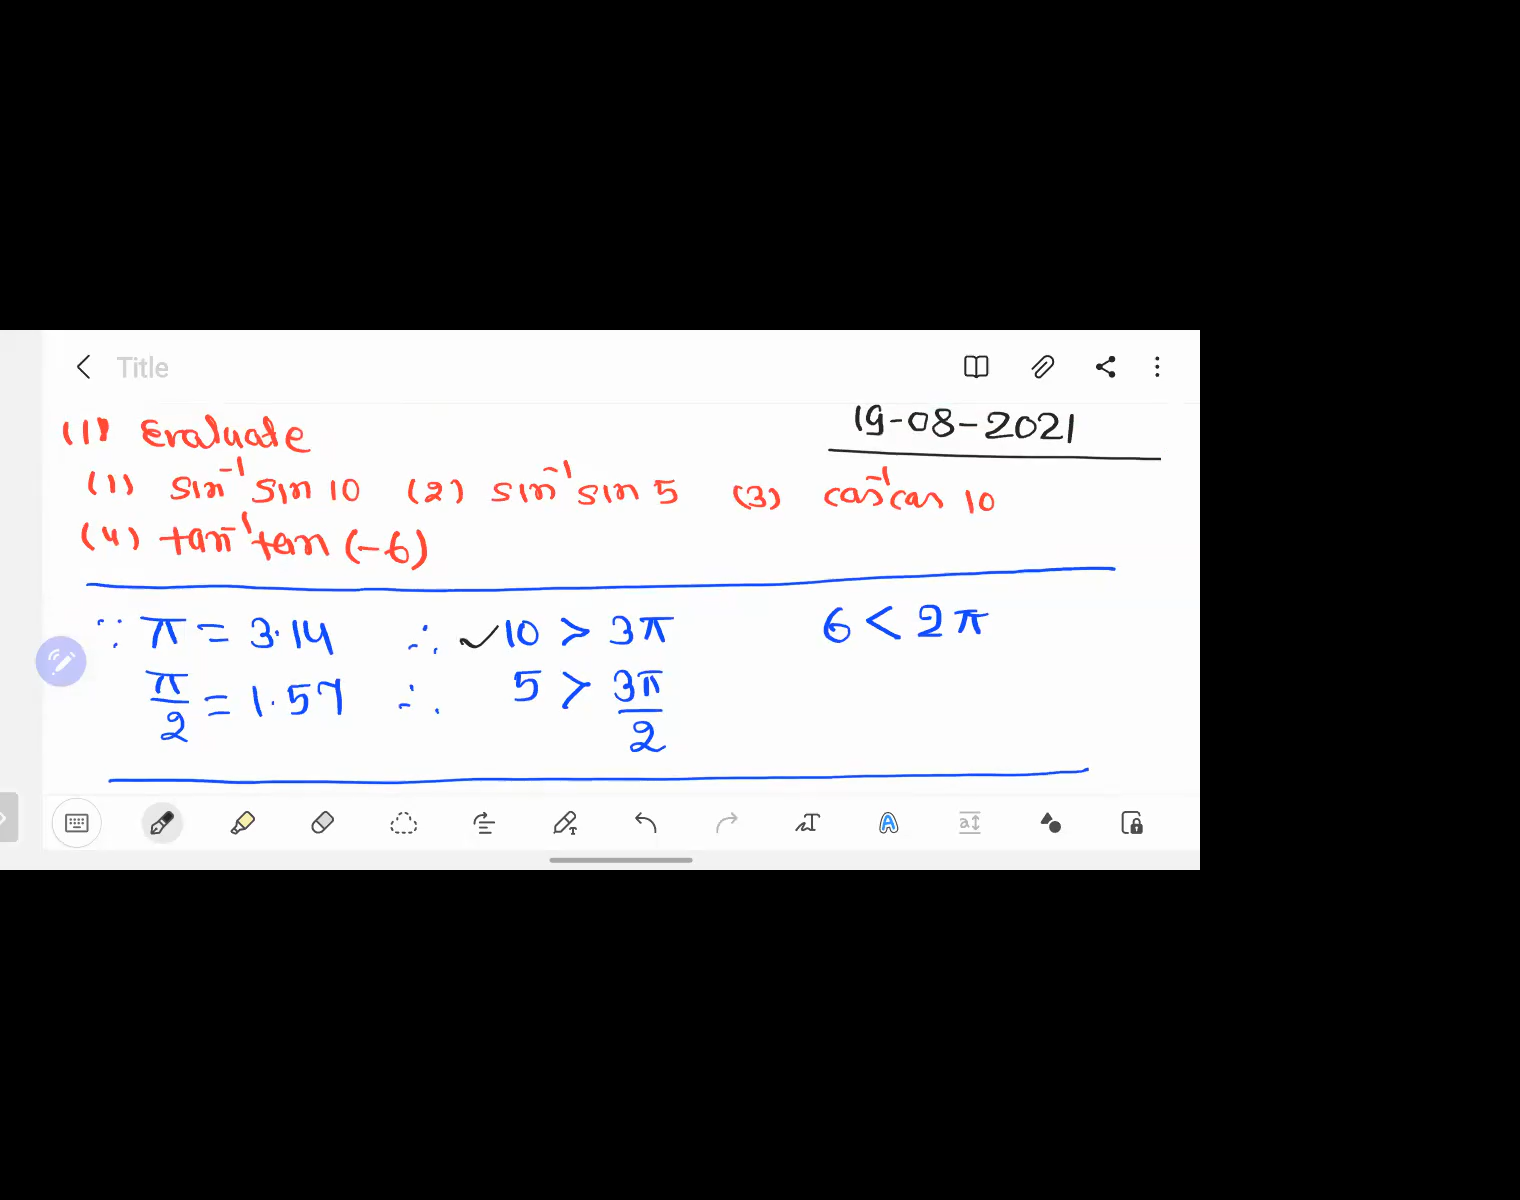 Title
19-08-2021
(1) Evaluate
(1) sin⁻¹ sin 10 (2) sin⁻¹ sin 5 (3) cos⁻¹ cos 10
(4) tan⁻¹ tan (-6)
∵ π = 3.14 ∴ ✓10 > 3π 6 < 2π
π/2 = 1.57 ∴ 5 > 3π/2